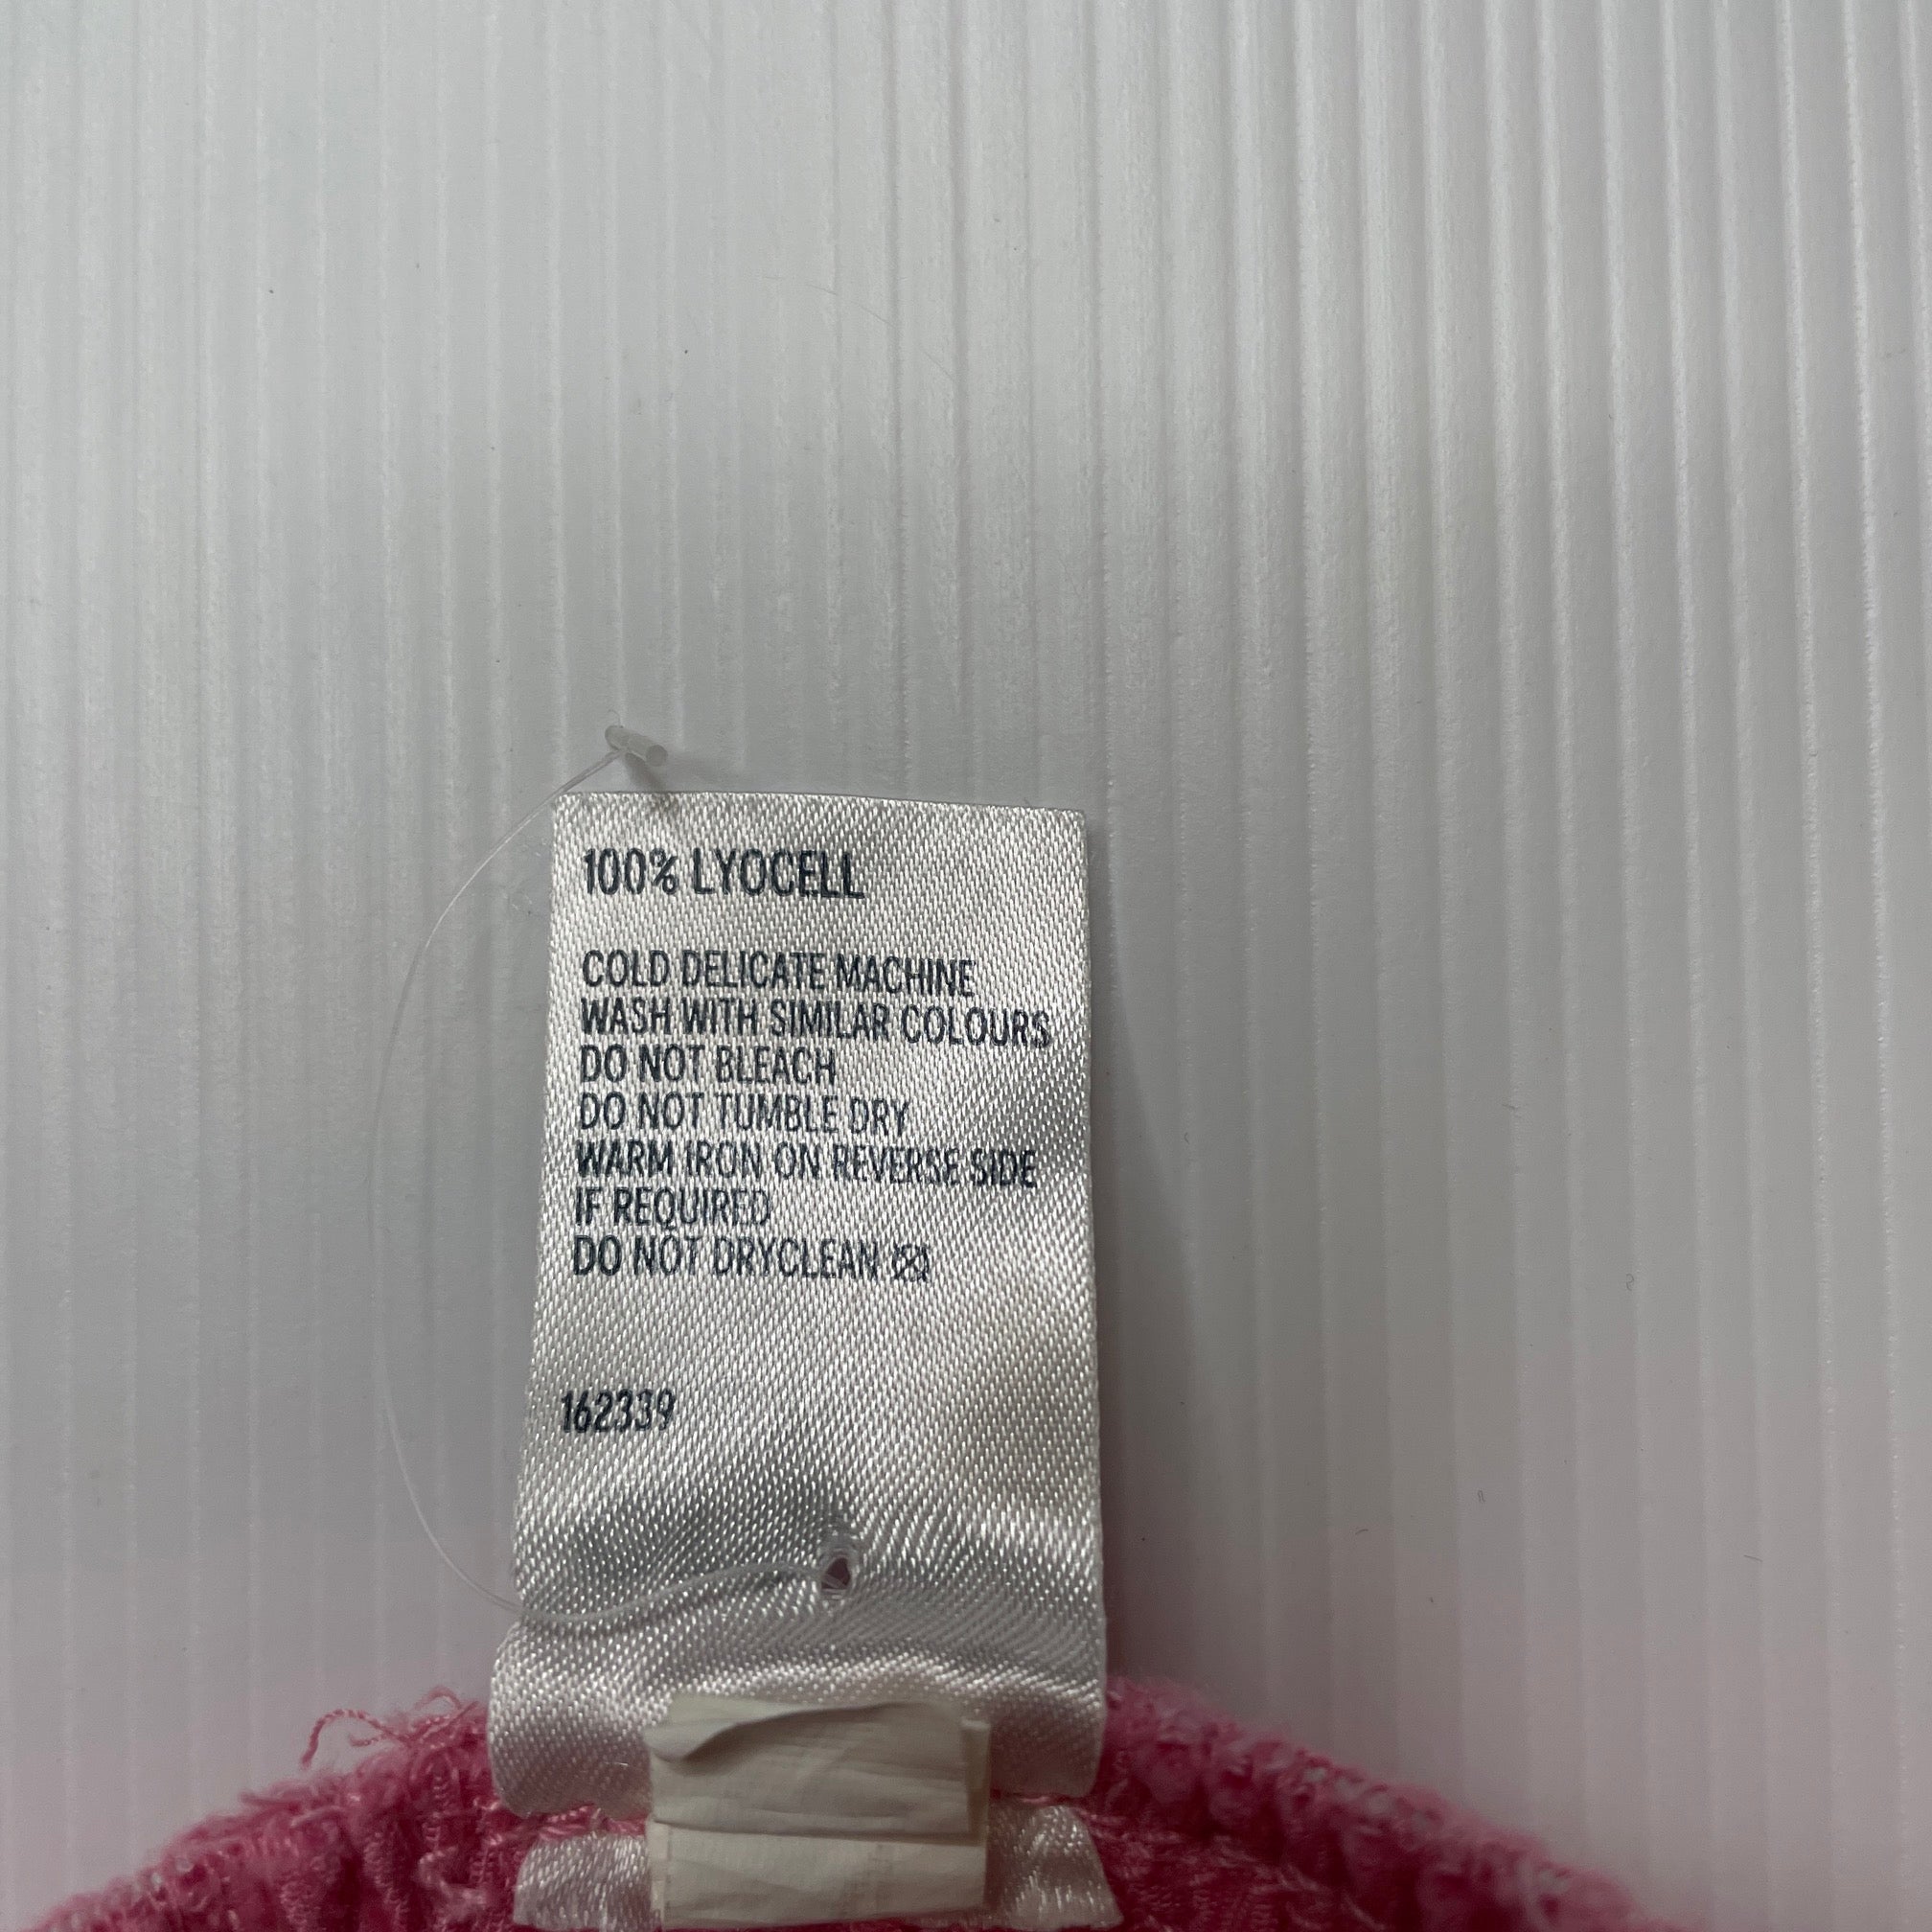 100% LYOCELL
COLD DELICATE MACHINE
WASH WITH SIMILAR COLOURS
DO NOT BLEACH
DO NOT TUMBLE DRY
WARM IRON ON REVERSE SIDE
IF REQUIRED
DO NOT DRYCLEAN
162339